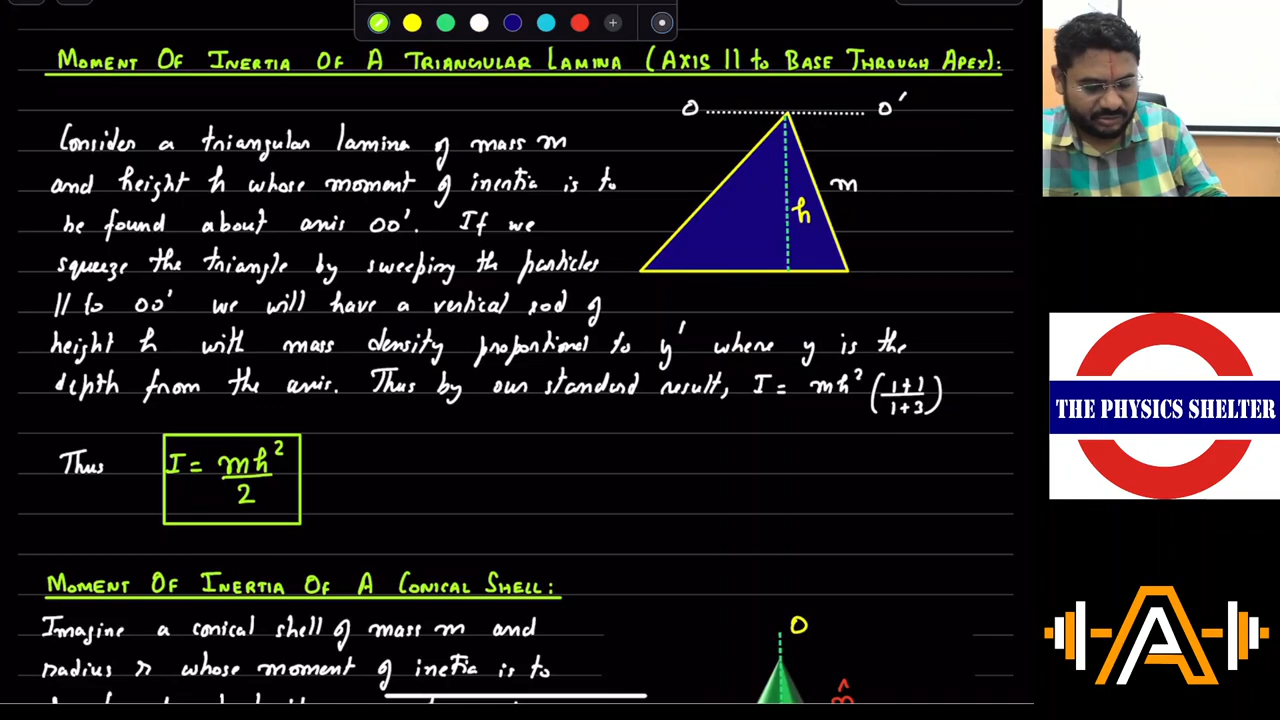 MOMENT OF INERTIA OF A TRIANGULAR LAMINA (AXIS || to BASE THROUGH APEX):
O O′
Consider a triangular lamina of mass m
and height h whose moment of inertia is to
be found about axis OO′. If we
squeeze the triangle by sweeping the particles
|| to OO′ we will have a vertical rod of
height h with mass density proportional to y¹ where y is the
depth from the axis. Thus by our standard result, I = mh² (1+1/1+3)
m
h
Thus I = mh²/2
MOMENT OF INERTIA OF A CONICAL SHELL:
Imagine a conical shell of mass m and
radius r whose moment of inertia is to
O
THE PHYSICS SHELTER
A